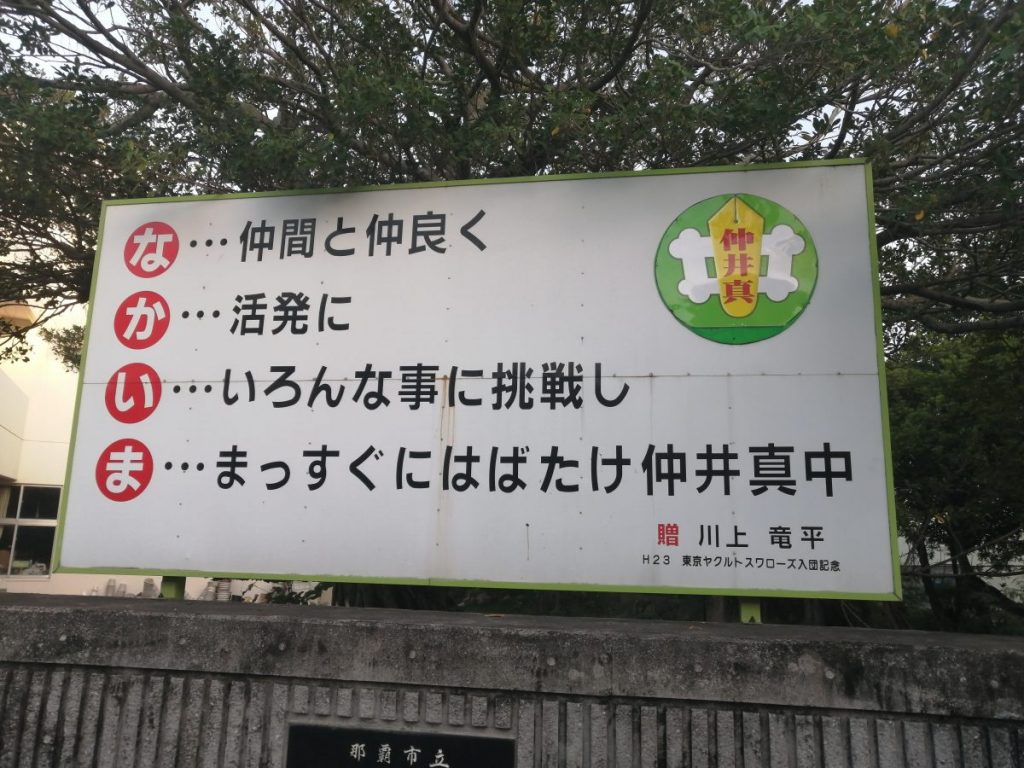 な…仲間と仲良く
か…活発に
い…いろんな事に挑戦し
ま…まっすぐにはばたけ仲井真中
仲井真
贈 川上 竜平
H23 東京ヤクルトスワローズ入団記念
那覇市立